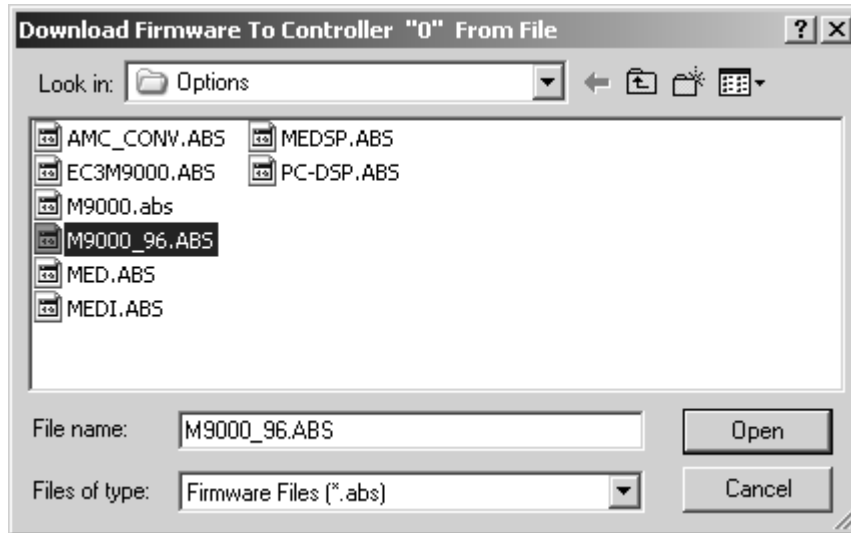 Download Firmware To Controller "0" From File
Look in: Options
AMC_CONV.ABS MEDSP.ABS
EC3M9000.ABS PC-DSP.ABS
M9000.abs
M9000_96.ABS
MED.ABS
MEDI.ABS
File name: M9000_96.ABS Open
Files of type: Firmware Files (*.abs) Cancel